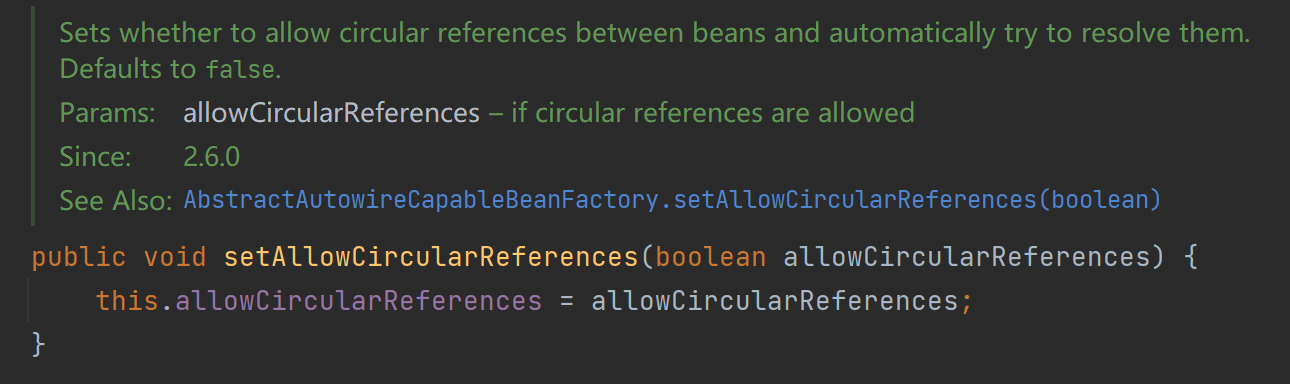 Sets whether to allow circular references between beans and automatically try to resolve them.
Defaults to false.
Params: allowCircularReferences – if circular references are allowed
Since: 2.6.0
See Also: AbstractAutowireCapableBeanFactory.setAllowCircularReferences(boolean)
public void setAllowCircularReferences(boolean allowCircularReferences) {
    this.allowCircularReferences = allowCircularReferences;
}